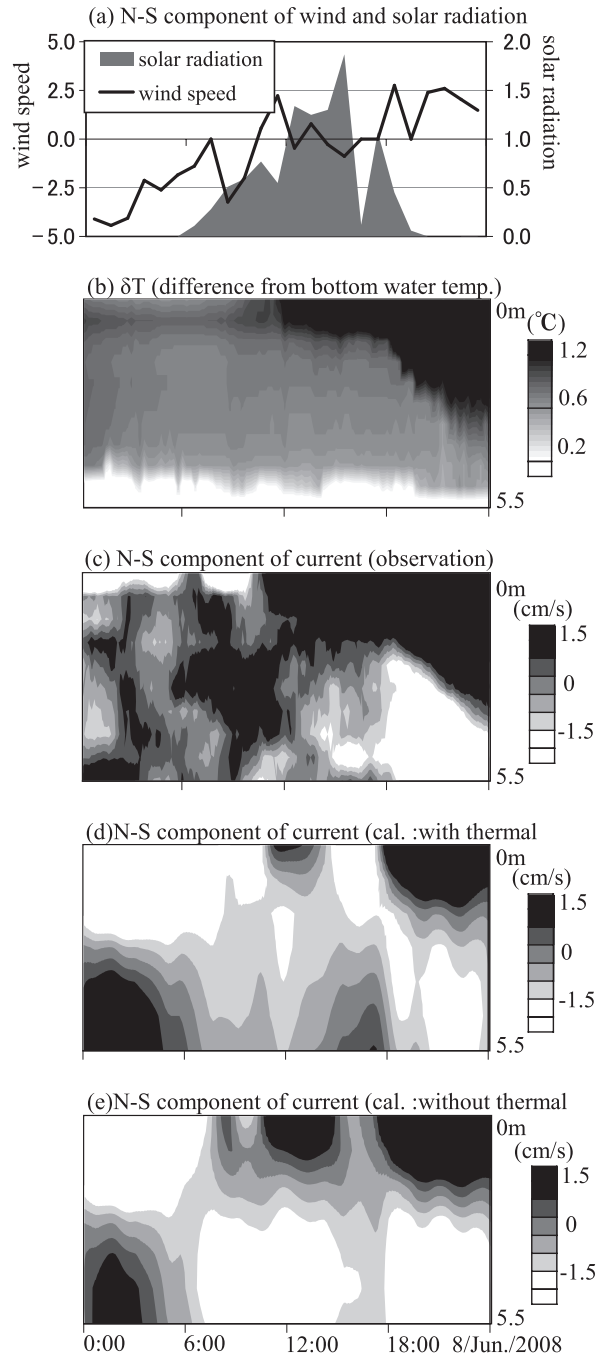 (a) N-S component of wind and solar radiation
5.0
2.5
0.0
−2.5
−5.0
wind speed
solar radiation
wind speed
2.0
1.5
1.0
0.5
0.0
solar radiation
(b) δT (difference from bottom water temp.)
0m
(℃)
1.2
0.6
0.2
5.5
(c) N-S component of current (observation)
0m
(cm/s)
1.5
0
-1.5
5.5
(d)N-S component of current (cal. :with thermal
0m
(cm/s)
1.5
0
-1.5
5.5
(e)N-S component of current (cal. :without thermal
0m
(cm/s)
1.5
0
-1.5
5.5
0:00 6:00 12:00 18:00 8/Jun./2008